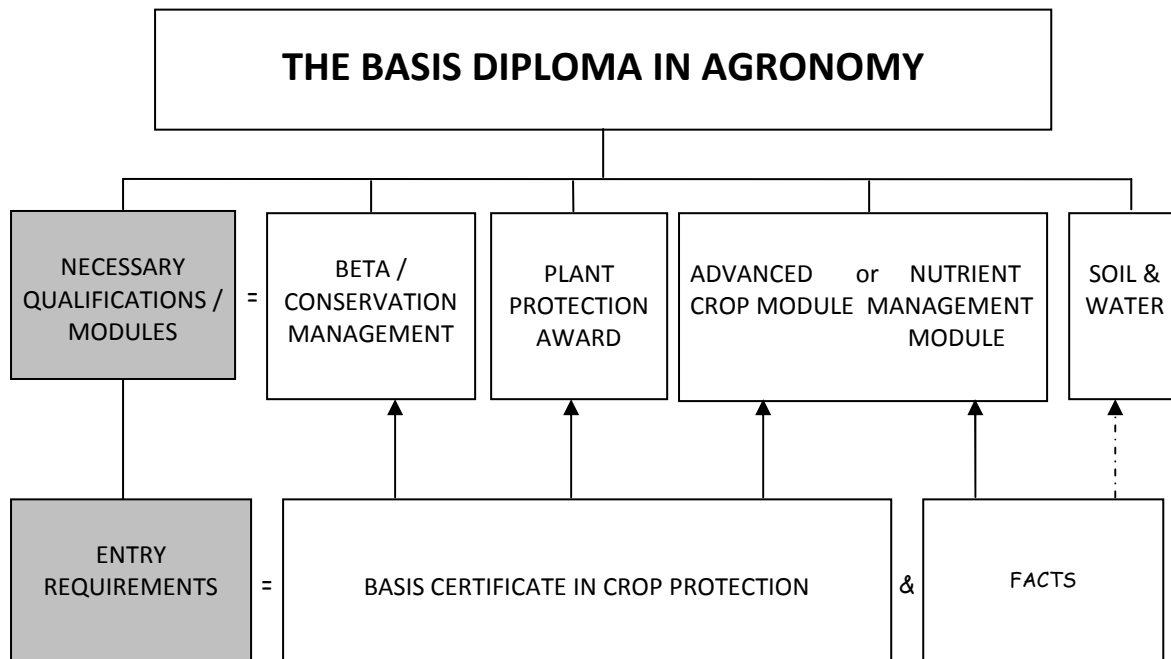 THE BASIS DIPLOMA IN AGRONOMY
NECESSARY
QUALIFICATIONS /
MODULES
=
BETA /
CONSERVATION
MANAGEMENT
PLANT
PROTECTION
AWARD
ADVANCED or NUTRIENT
CROP MODULE MANAGEMENT
MODULE
SOIL &
WATER
ENTRY
REQUIREMENTS
=
BASIS CERTIFICATE IN CROP PROTECTION
&
FACTS